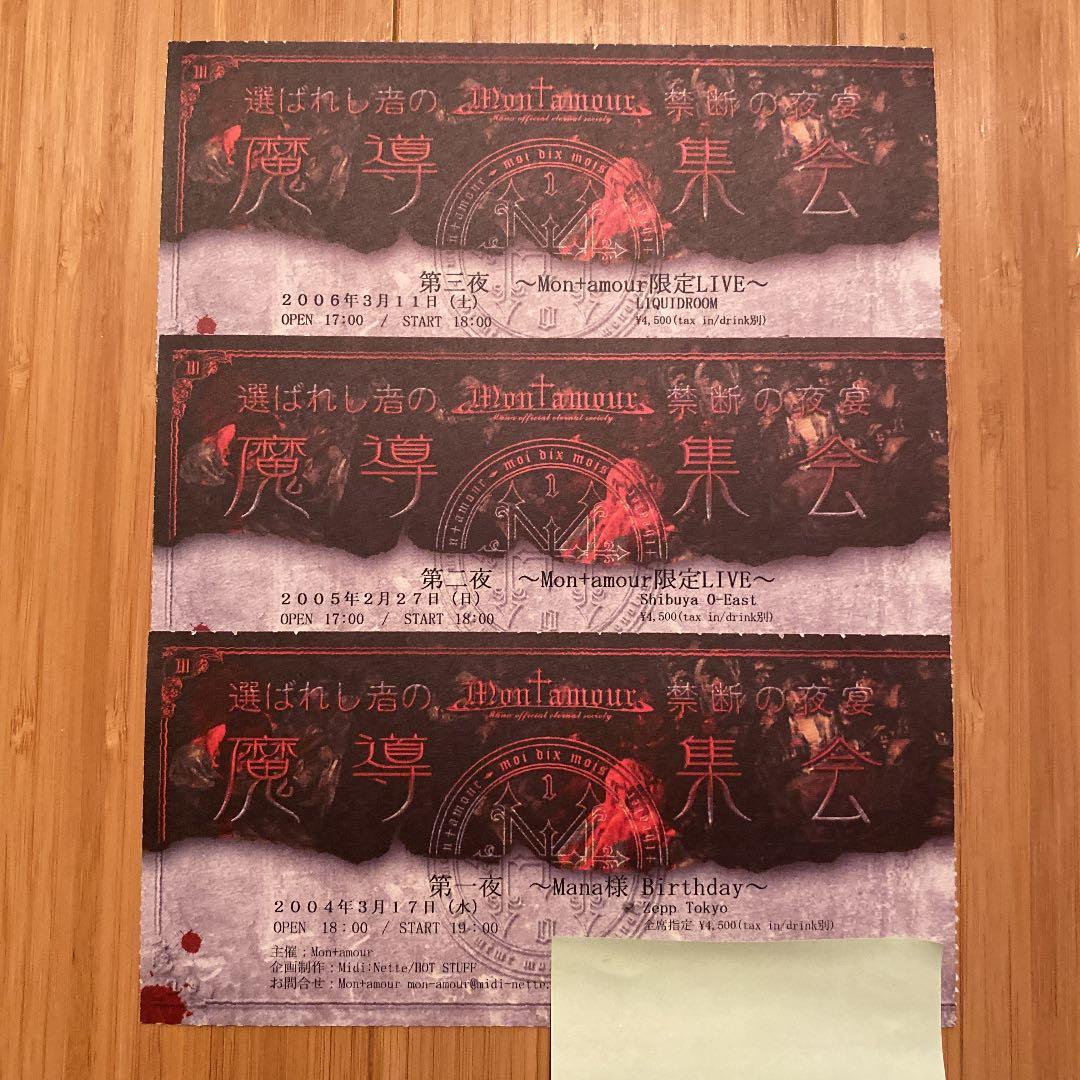 選ばれし者の Mon†amour 禁断の夜宴
Mana official eternal society
魔導集会
moi dix mois
第三夜 ～Mon+amour限定LIVE～
2006年3月11日(土) LIQUIDROOM
OPEN 17:00 / START 18:00 ¥4,500(tax in/drink別)
選ばれし者の Mon†amour 禁断の夜宴
Mana official eternal society
魔導集会
moi dix mois
第二夜 ～Mon+amour限定LIVE～
2005年2月27日(日) Shibuya O-East
OPEN 17:00 / START 18:00 ¥4,500(tax in/drink別)
選ばれし者の Mon†amour 禁断の夜宴
Mana official eternal society
魔導集会
moi dix mois
第一夜 ～Mana様 Birthday～
2004年3月17日(水) Zepp Tokyo
OPEN 18:00 / START 19:00 全席指定 ¥4,500(tax in/drink別)
主催：Mon+amour
企画制作：Midi:Nette/HOT STUFF
お問合せ：Mon+amour mon-amour@midi-nette.